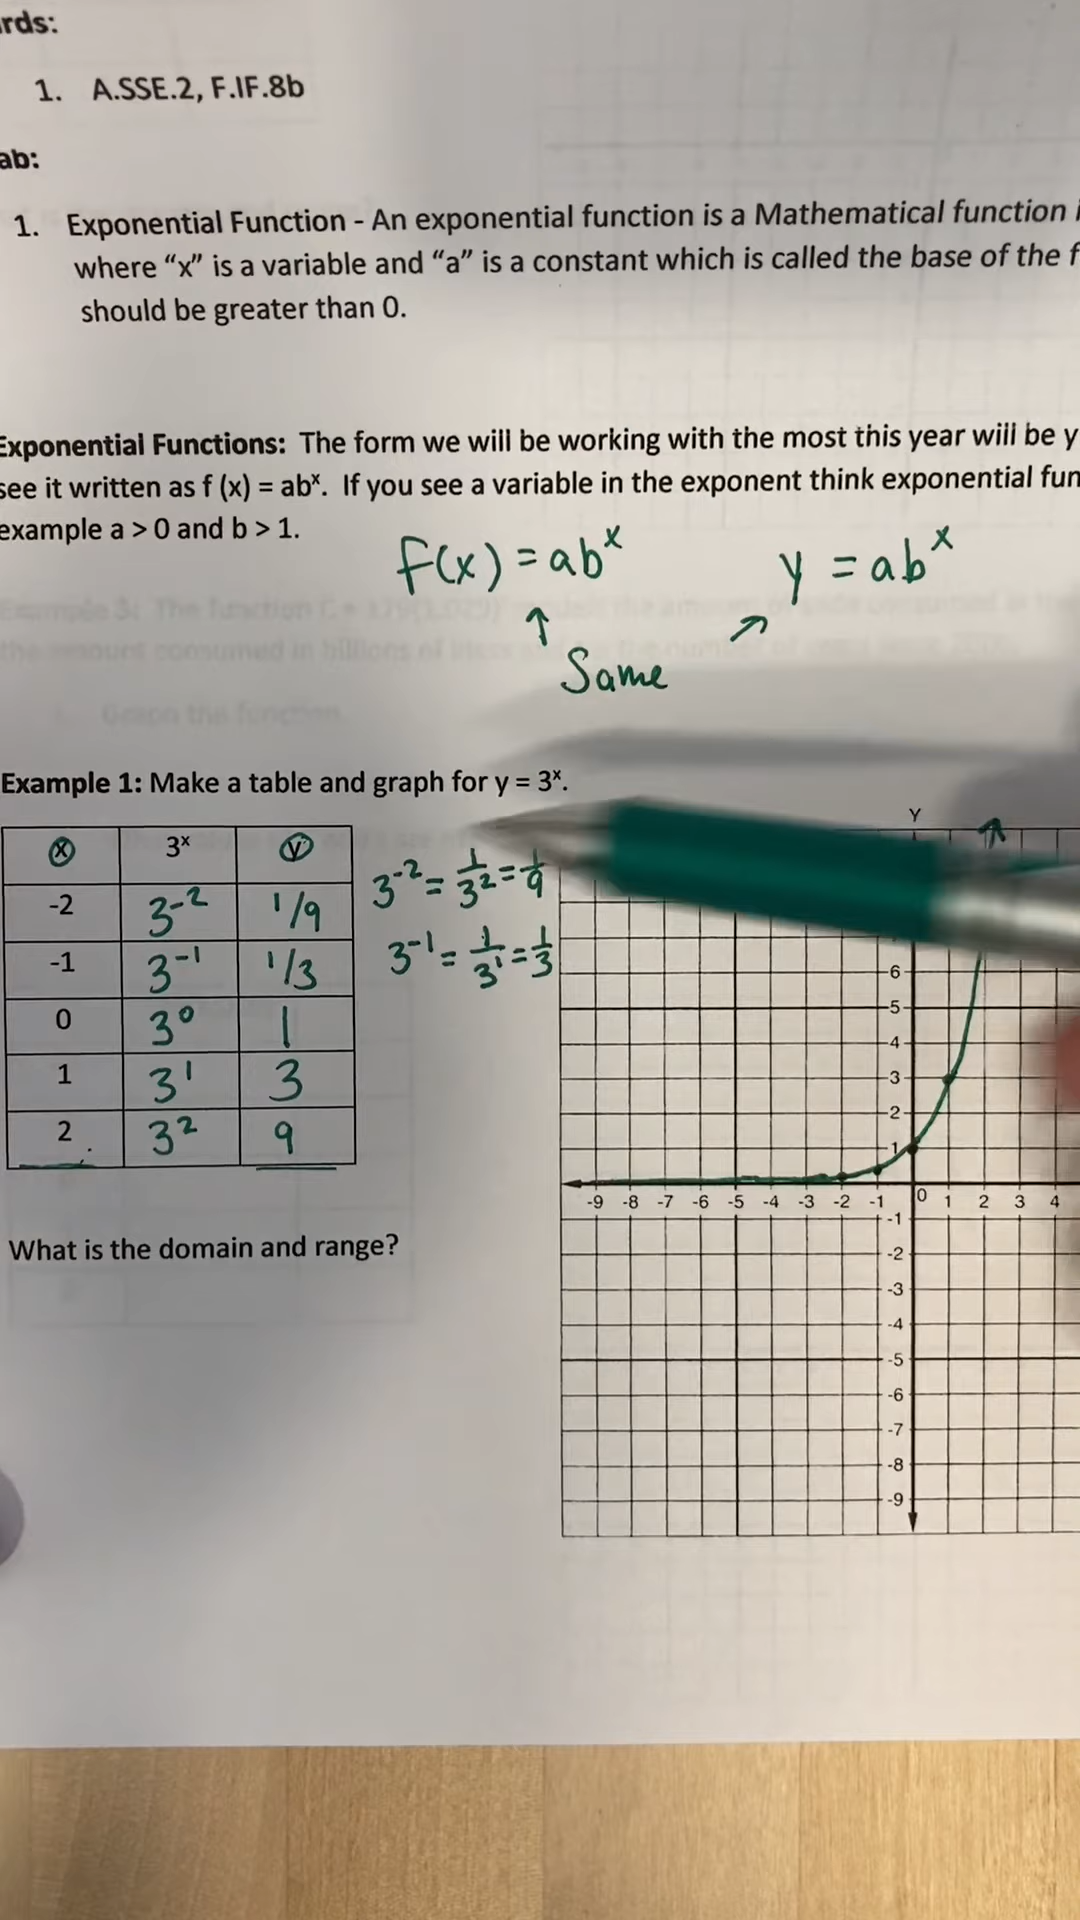 rds:
1. A.SSE.2, F.IF.8b
ab:
1. Exponential Function - An exponential function is a Mathematical function
where “x” is a variable and “a” is a constant which is called the base of the f
should be greater than 0.
Exponential Functions: The form we will be working with the most this year will be y
see it written as f (x) = abˣ. If you see a variable in the exponent think exponential fun
example a > 0 and b > 1.
f(x) = abˣ y = abˣ
↑ ↗
Same
Graph the function.
Example 1: Make a table and graph for y = 3ˣ.
x 3ˣ y
-2 3⁻² 1/9 3⁻² = 1/3² = 1/9
-1 3⁻¹ 1/3 3⁻¹ = 1/3¹ = 1/3
0 3⁰ 1
1 3¹ 3
2 3² 9
What is the domain and range?
Y
6
5
4
3
2
1
-9 -8 -7 -6 -5 -4 -3 -2 -1 0 1 2 3 4
-1
-2
-3
-4
-5
-6
-7
-8
-9